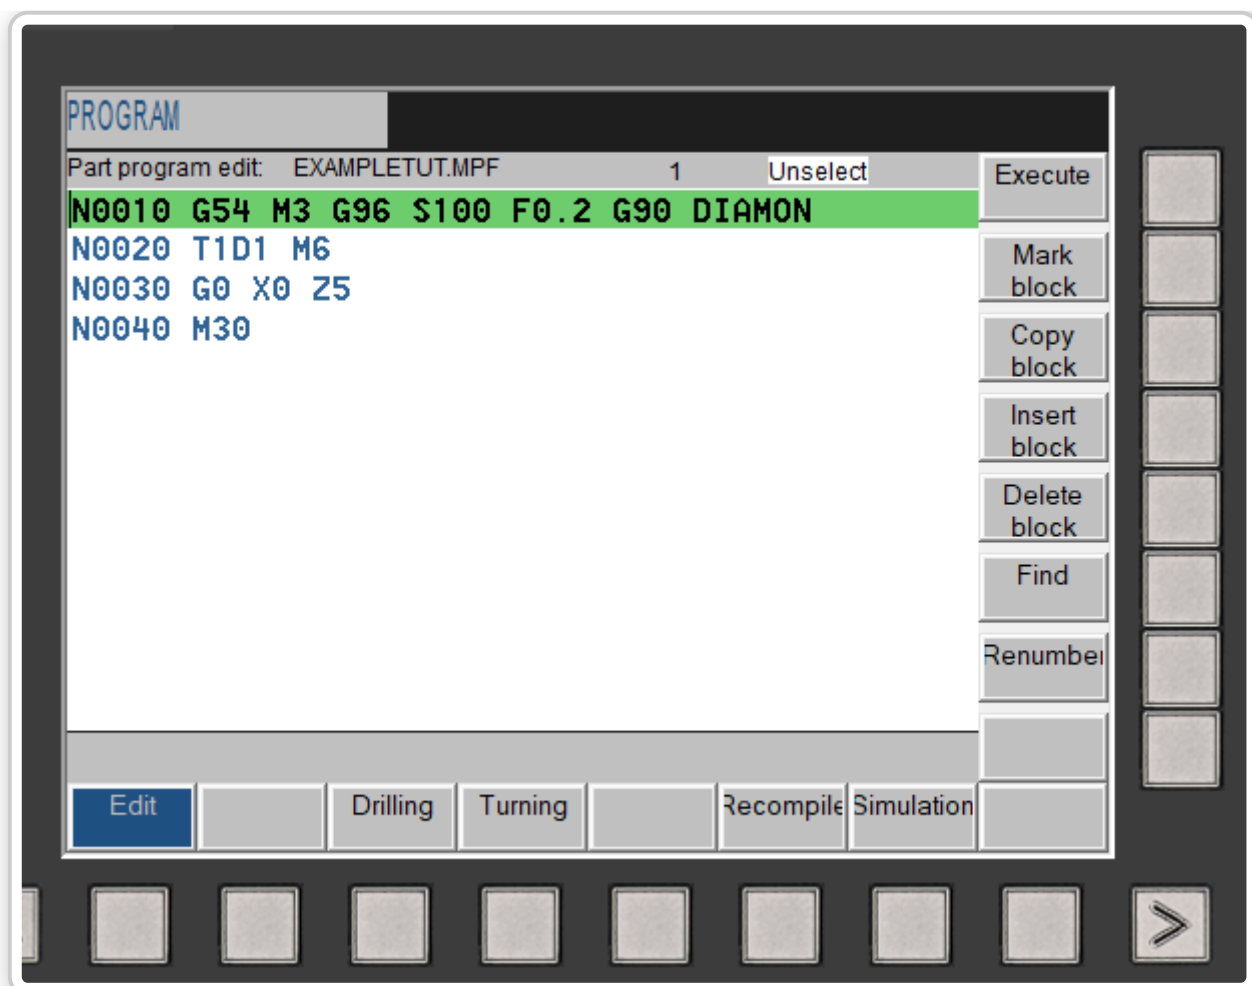 PROGRAM
Part program edit: EXAMPLETUT.MPF 1 Unselect
N0010 G54 M3 G96 S100 F0.2 G90 DIAMON
N0020 T1D1 M6
N0030 G0 X0 Z5
N0040 M30
Execute
Mark
block
Copy
block
Insert
block
Delete
block
Find
Renumber
Edit Drilling Turning Recompile Simulation
>